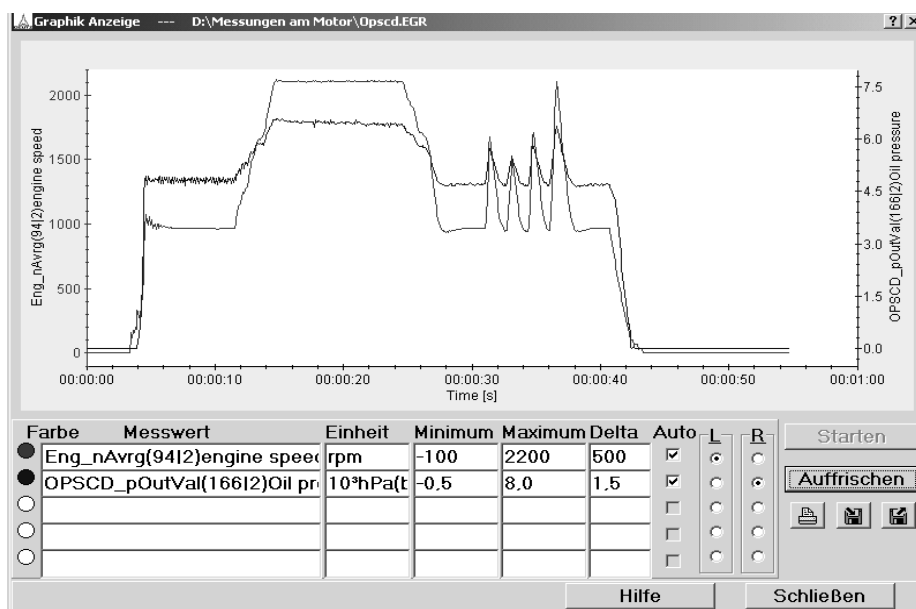 Graphik Anzeige --- D:\Messungen am Motor\Opscd.EGR
2000
1500
1000
500
0
Eng_nAvrg(94|2)engine speed
7.5
6.0
4.5
3.0
1.5
0.0
OPSCD_pOutVal(166|2)Oil pressure
00:00:00 00:00:10 00:00:20 00:00:30 00:00:40 00:00:50 00:01:00
Time [s]
Farbe Messwert Einheit Minimum Maximum Delta Auto L R
Eng_nAvrg(94|2)engine speed rpm -100 2200 500
OPSCD_pOutVal(166|2)Oil pr 10³hPa(b -0,5 8,0 1,5
Starten
Auffrischen
Hilfe Schließen